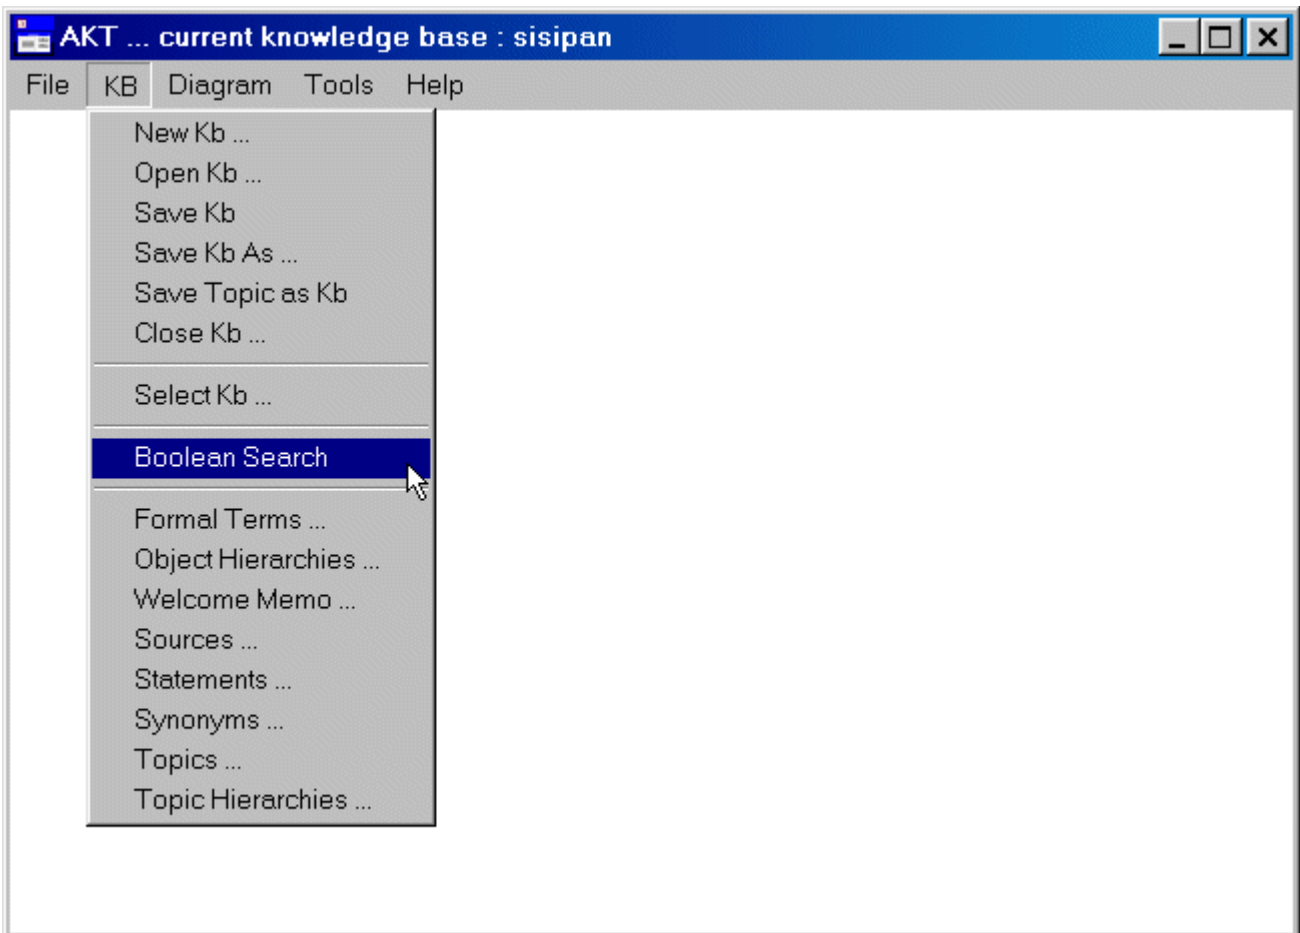 AKT ... current knowledge base : sisipan
File KB Diagram Tools Help
New Kb ...
Open Kb ...
Save Kb
Save Kb As ...
Save Topic as Kb
Close Kb ...
Select Kb ...
Boolean Search
Formal Terms ...
Object Hierarchies ...
Welcome Memo ...
Sources ...
Statements ...
Synonyms ...
Topics ...
Topic Hierarchies ...